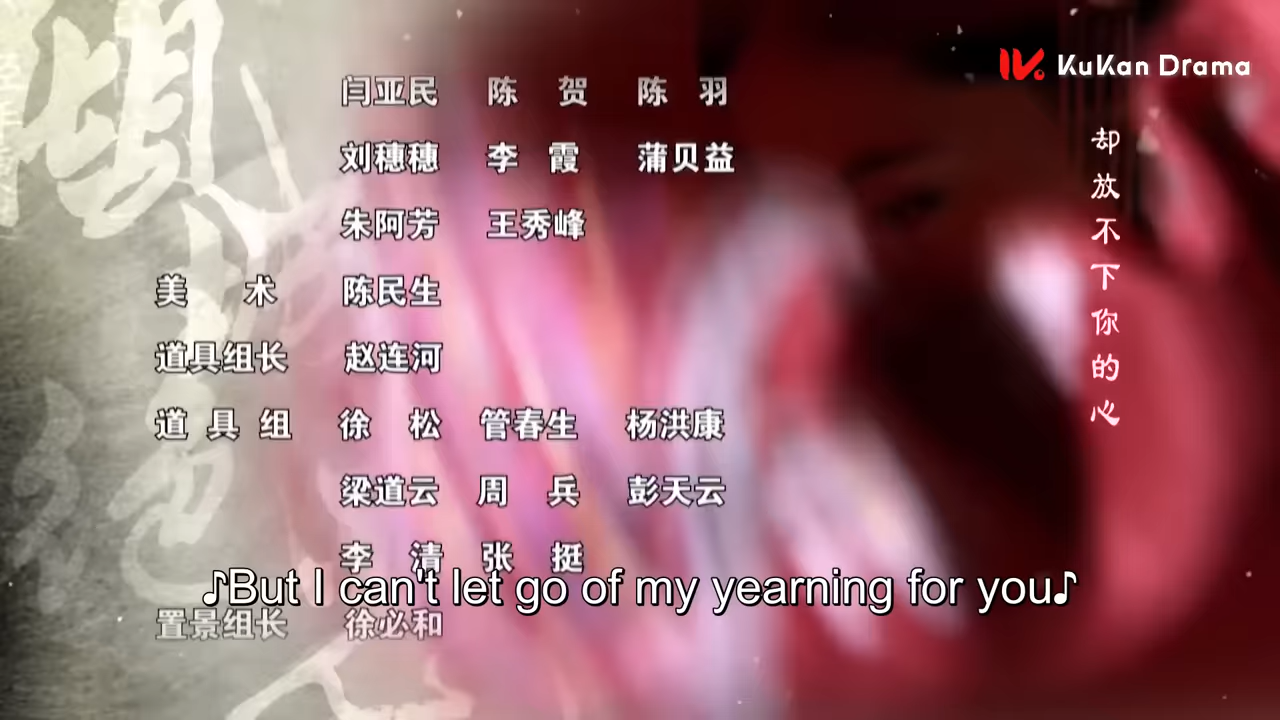 KuKan Drama
闫亚民 陈 贺 陈 羽
刘穗穗 李 霞 蒲贝益
朱阿芳 王秀峰
美 术 陈民生
道具组长 赵连河
道具组 徐 松 管春生 杨洪康
梁道云 周 兵 彭天云
李 清 张 挺
置景组长 徐必和
却放不下你的心
♪But I can't let go of my yearning for you♪